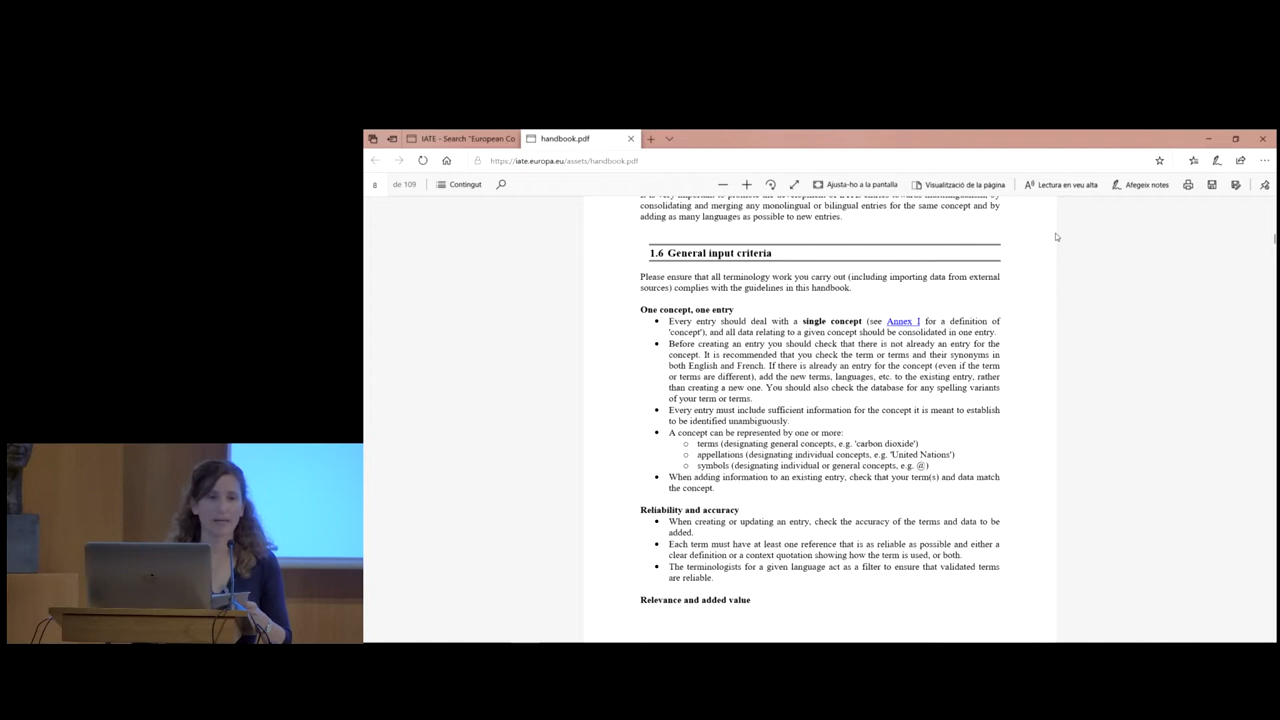 IATE - Search "European Co
handbook.pdf
https://iate.europa.eu/assets/handbook.pdf
8 de 109 Contingut Ajusta-ho a la pantalla Visualització de la pàgina Lectura en veu alta Afegeix notes
consolidating and merging any monolingual or bilingual entries for the same concept and by
adding as many languages as possible to new entries.
1.6 General input criteria
Please ensure that all terminology work you carry out (including importing data from external
sources) complies with the guidelines in this handbook.
One concept, one entry
• Every entry should deal with a single concept (see Annex I for a definition of
'concept'), and all data relating to a given concept should be consolidated in one entry.
• Before creating an entry you should check that there is not already an entry for the
concept. It is recommended that you check the term or terms and their synonyms in
both English and French. If there is already an entry for the concept (even if the term
or terms are different), add the new terms, languages, etc. to the existing entry, rather
than creating a new one. You should also check the database for any spelling variants
of your term or terms.
• Every entry must include sufficient information for the concept it is meant to establish
to be identified unambiguously.
• A concept can be represented by one or more:
○ terms (designating general concepts, e.g. 'carbon dioxide')
○ appellations (designating individual concepts, e.g. 'United Nations')
○ symbols (designating individual or general concepts, e.g. @)
• When adding information to an existing entry, check that your term(s) and data match
the concept.
Reliability and accuracy
• When creating or updating an entry, check the accuracy of the terms and data to be
added.
• Each term must have at least one reference that is as reliable as possible and either a
clear definition or a context quotation showing how the term is used, or both.
• The terminologists for a given language act as a filter to ensure that validated terms
are reliable.
Relevance and added value